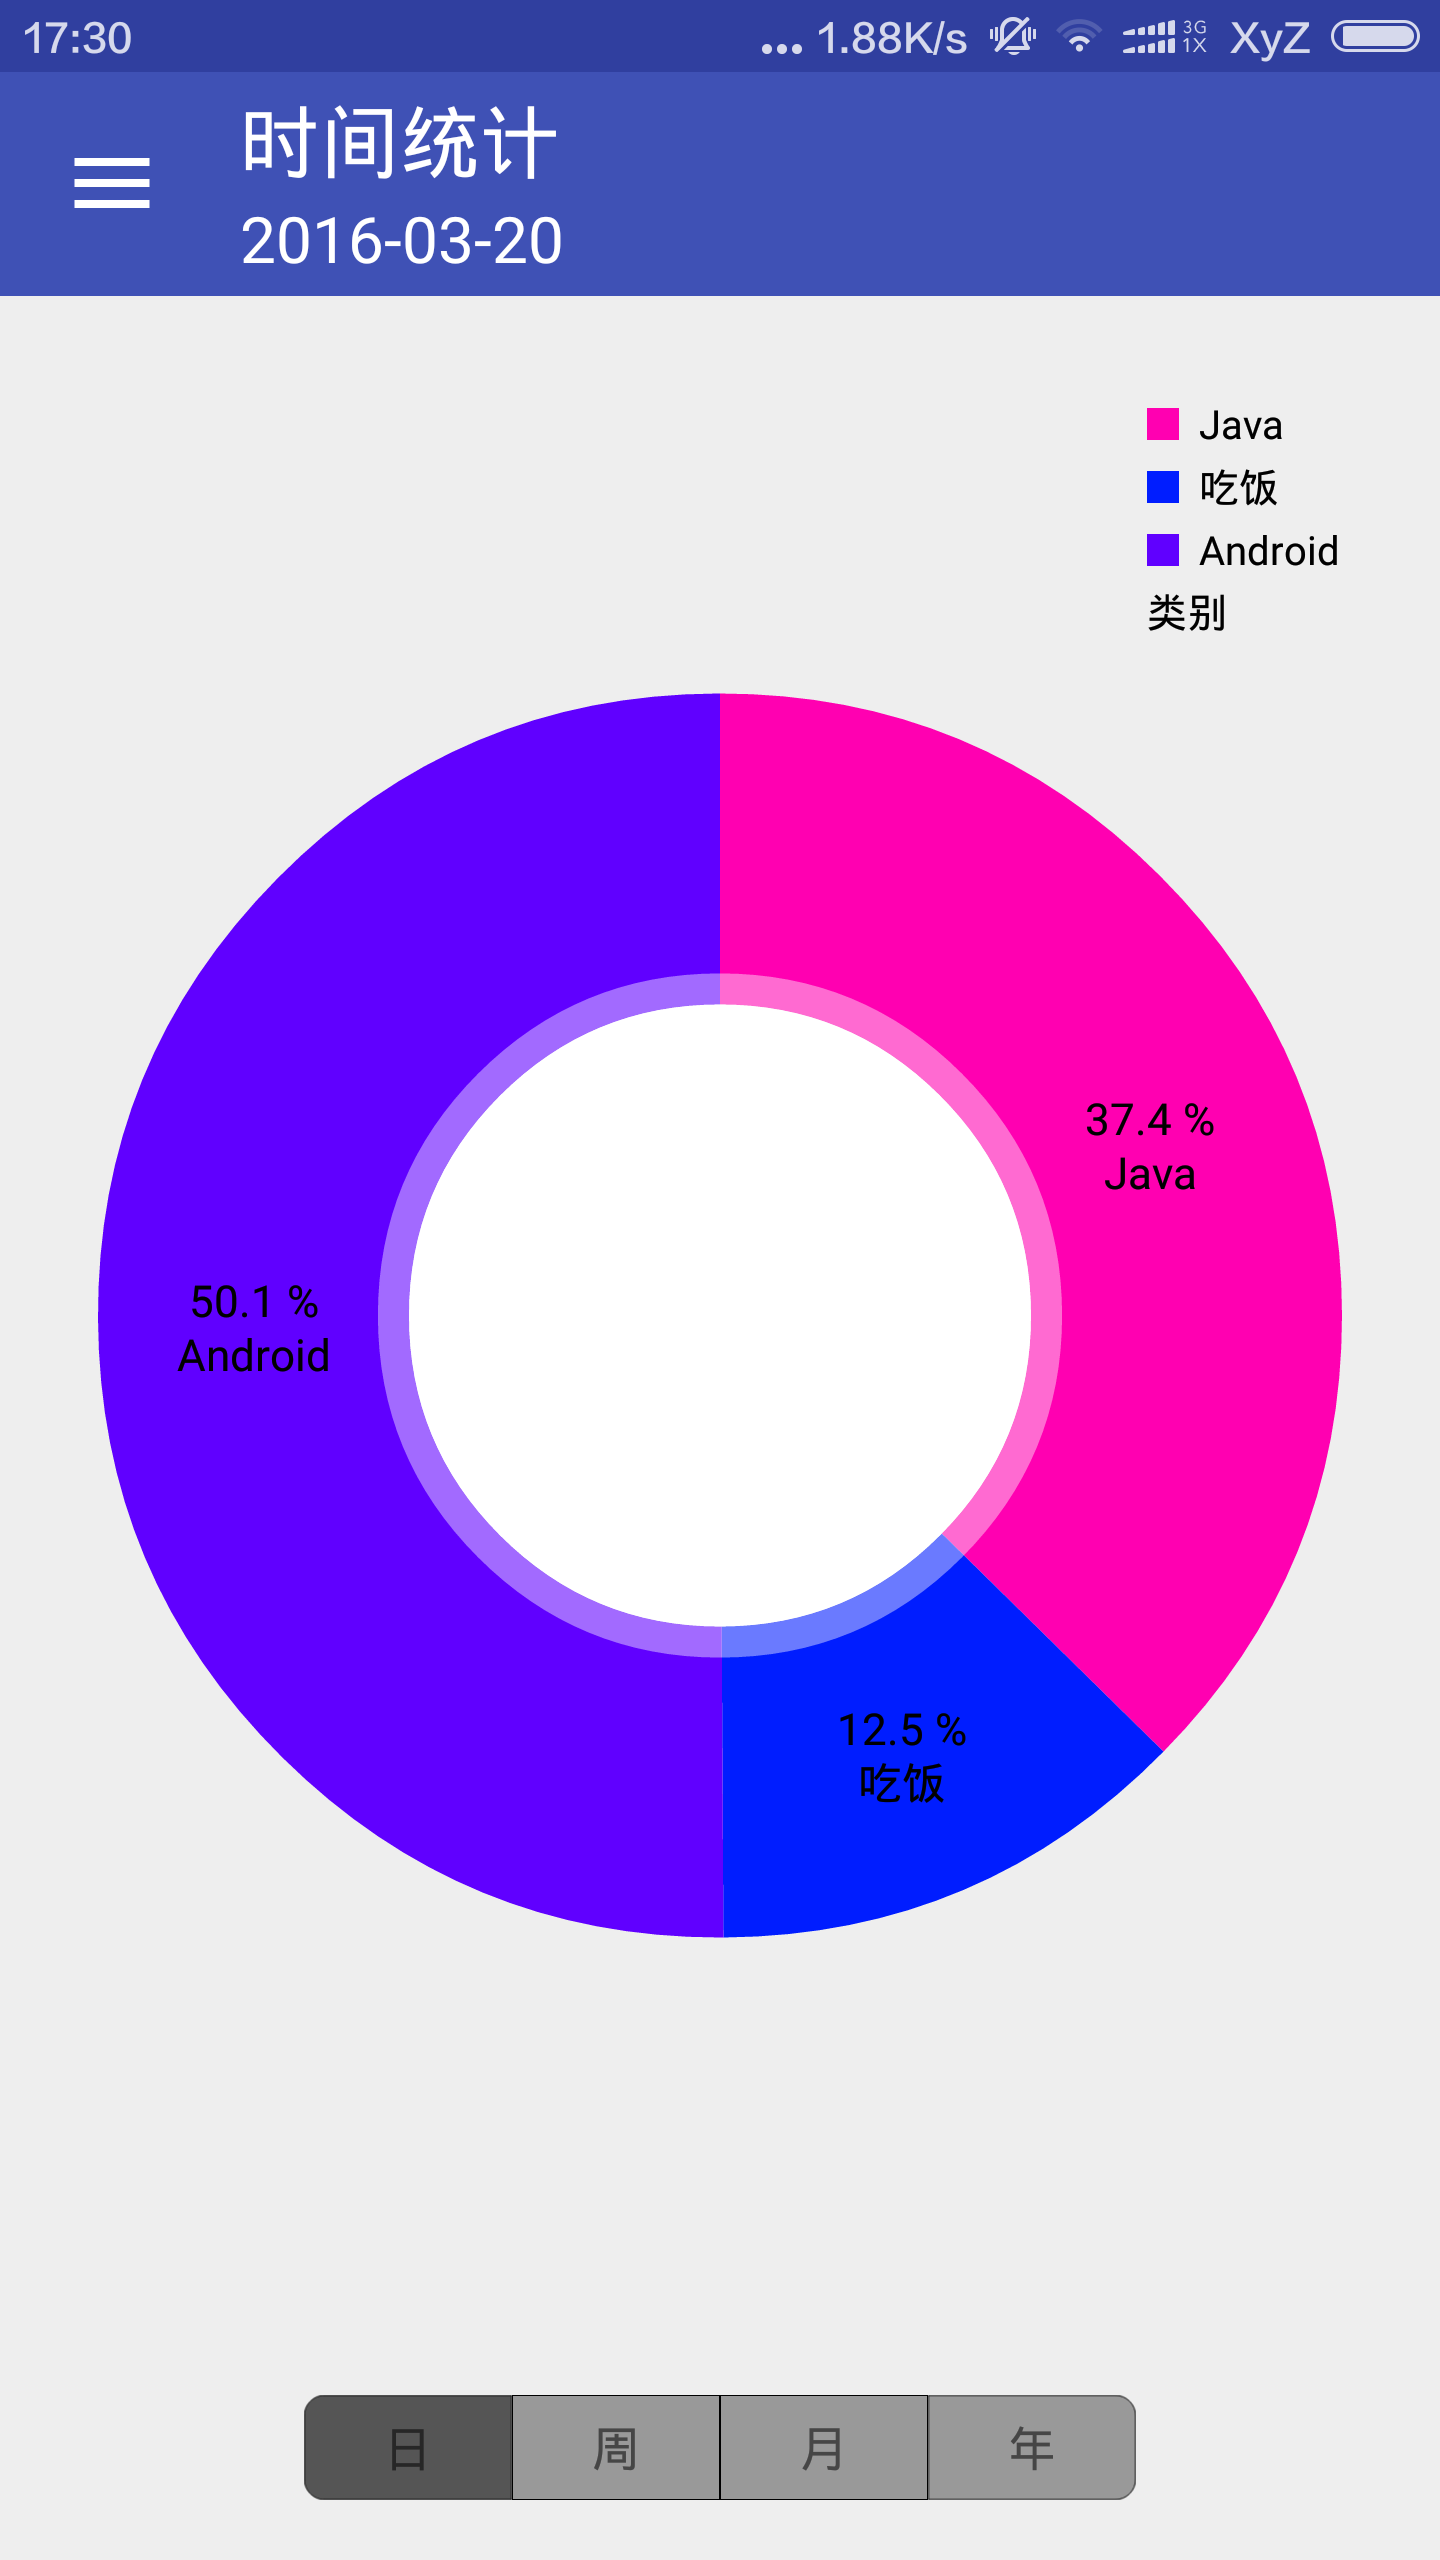 17:30
... 1.88K/s 3G 1X XyZ
时间统计
2016-03-20
Java
吃饭
Android
类别
37.4 %
Java
50.1 %
Android
12.5 %
吃饭
日 周 月 年